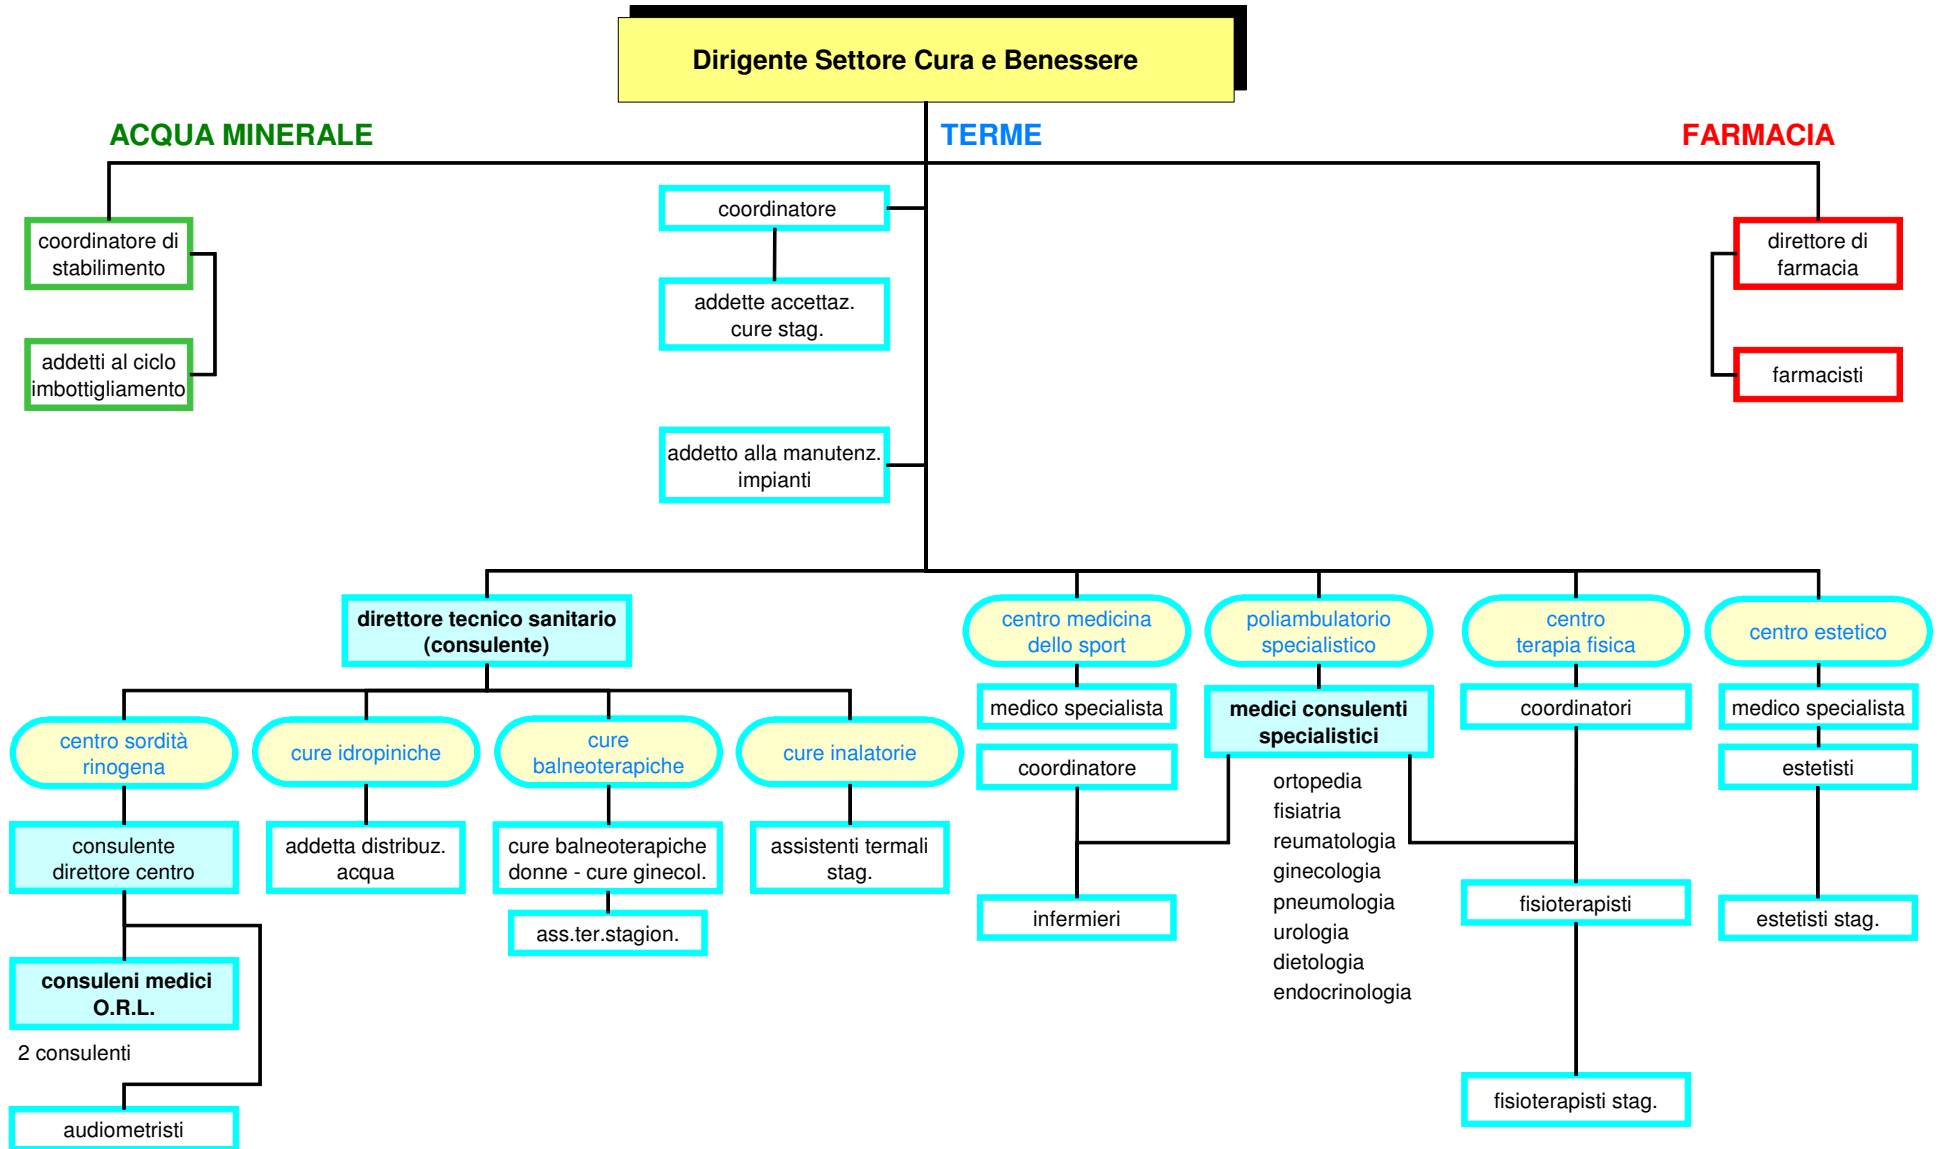 Dirigente Settore Cura e Benessere
ACQUA MINERALE
TERME
FARMACIA
coordinatore di
stabilimento
addetti al ciclo
imbottigliamento
coordinatore
addette accettaz.
cure stag.
addetto alla manutenz.
impianti
direttore di
farmacia
farmacisti
direttore tecnico sanitario
(consulente)
centro sordità
rinogena
consulente
direttore centro
consuleni medici
O.R.L.
2 consulenti
audiometristi
cure idropiniche
addetta distribuz.
acqua
cure
balneoterapiche
cure balneoterapiche
donne - cure ginecol.
ass.ter.stagion.
cure inalatorie
assistenti termali
stag.
centro medicina
dello sport
medico specialista
coordinatore
infermieri
poliambulatorio
specialistico
medici consulenti
specialistici
ortopedia
fisiatria
reumatologia
ginecologia
pneumologia
urologia
dietologia
endocrinologia
centro
terapia fisica
coordinatori
fisioterapisti
fisioterapisti stag.
centro estetico
medico specialista
estetisti
estetisti stag.